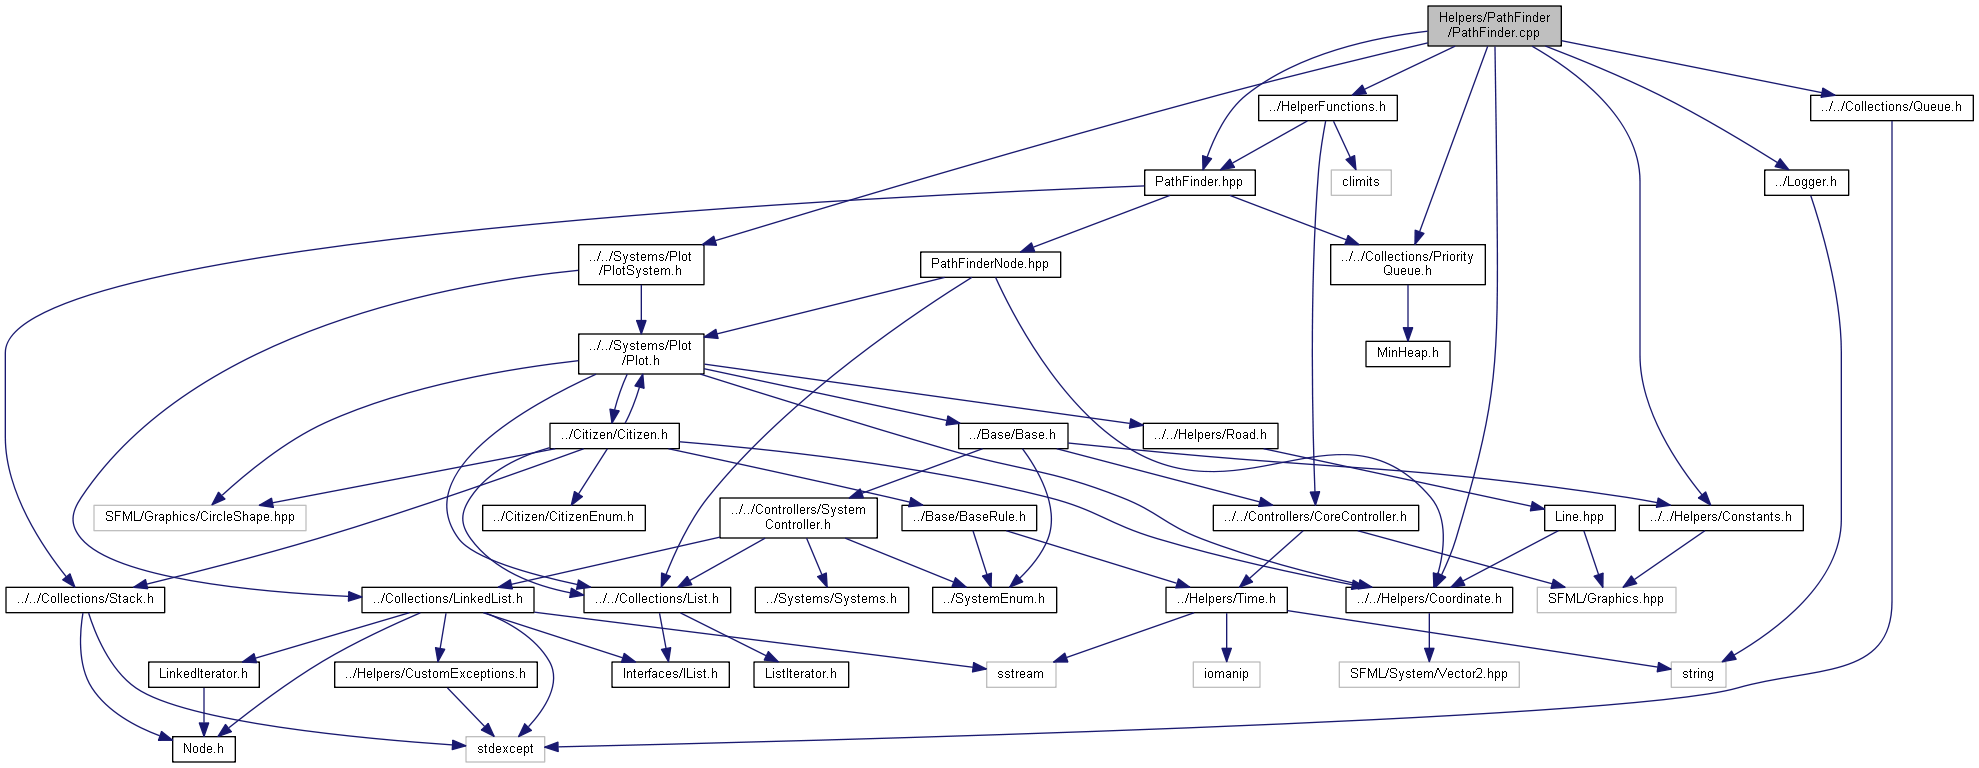 Helpers/PathFinder
/PathFinder.cpp
../HelperFunctions.h
../../Collections/Queue.h
PathFinder.hpp
climits
../Logger.h
../../Systems/Plot
/PlotSystem.h
PathFinderNode.hpp
../../Collections/Priority
Queue.h
../../Systems/Plot
/Plot.h
MinHeap.h
../Citizen/Citizen.h
../Base/Base.h
../../Helpers/Road.h
SFML/Graphics/CircleShape.hpp
../Citizen/CitizenEnum.h
../../Controllers/System
Controller.h
../Base/BaseRule.h
../../Controllers/CoreController.h
Line.hpp
../../Helpers/Constants.h
../../Collections/Stack.h
../Collections/LinkedList.h
../../Collections/List.h
../Systems/Systems.h
../SystemEnum.h
../Helpers/Time.h
../../Helpers/Coordinate.h
SFML/Graphics.hpp
LinkedIterator.h
../Helpers/CustomExceptions.h
Interfaces/IList.h
ListIterator.h
sstream
iomanip
SFML/System/Vector2.hpp
string
Node.h
stdexcept